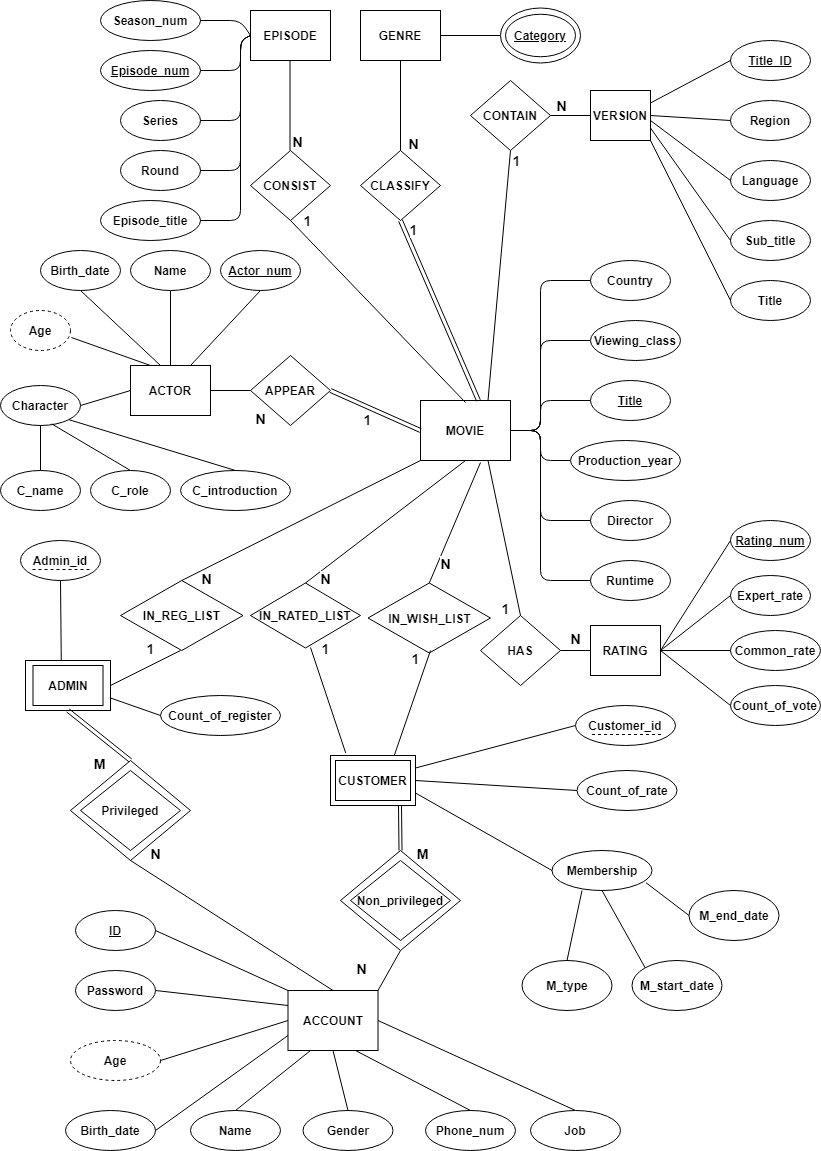 Season_num
EPISODE
GENRE
Category
Episode_num
Title_ID
Series
CONTAIN
N
VERSION
Region
N
N
Round
1
Language
CONSIST
CLASSIFY
Episode_title
1
1
Sub_title
Birth_date
Name
Actor_num
Country
Title
Age
Viewing_class
ACTOR
APPEAR
Character
N
1
MOVIE
Title
C_name
C_role
C_introduction
Production_year
Director
Rating_num
Admin_id
N
N
N
Runtime
Expert_rate
IN_REG_LIST
IN_RATED_LIST
IN_WISH_LIST
1
1
1
1
HAS
N
RATING
Common_rate
ADMIN
Count_of_register
Count_of_vote
Customer_id
M
CUSTOMER
Count_of_rate
Privileged
N
M
Membership
Non_privileged
M_end_date
ID
N
M_type
M_start_date
Password
ACCOUNT
Age
Birth_date
Name
Gender
Phone_num
Job